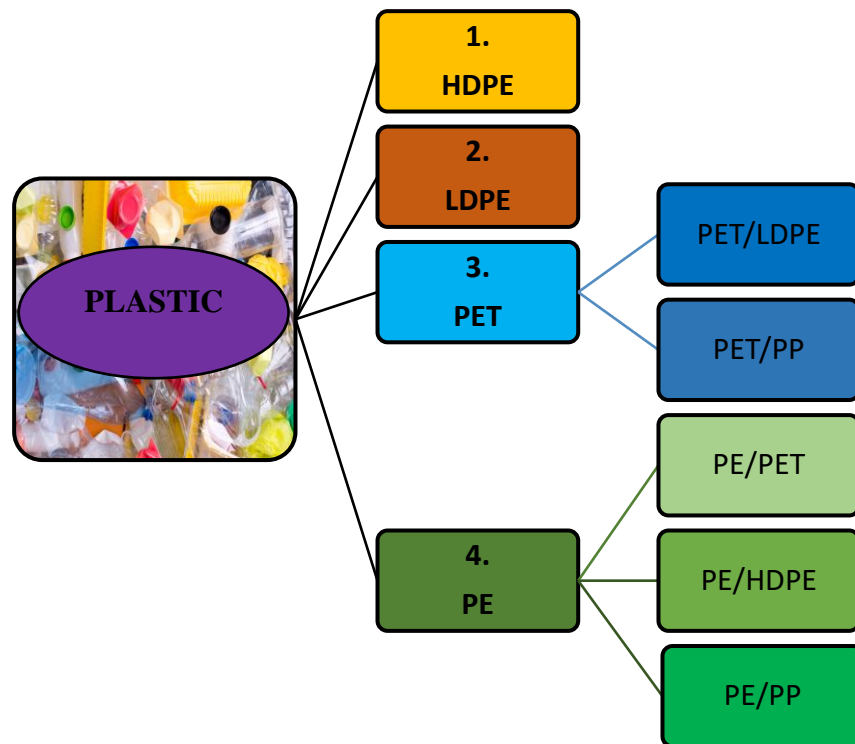 PLASTIC
1.
HDPE
2.
LDPE
3.
PET
PET/LDPE
PET/PP
4.
PE
PE/PET
PE/HDPE
PE/PP